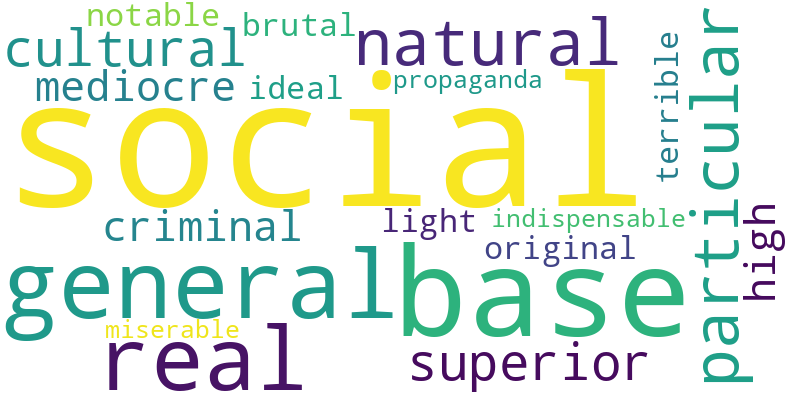 notable
brutal
cultural
natural
mediocre
ideal
propaganda
terrible
particular
social
criminal
light
indispensable
high
original
general
base
miserable
real
superior